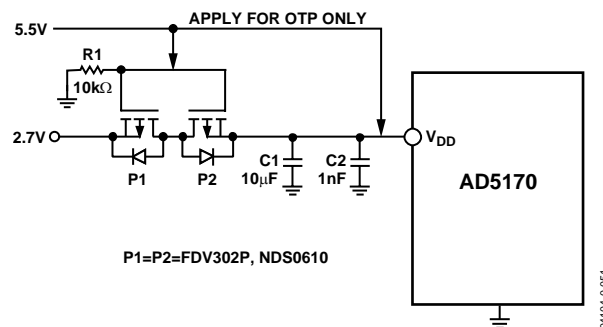 APPLY FOR OTP ONLY
5.5V
R1
10kΩ
2.7V
P1
P2
C1
10μF
C2
1nF
VDD
AD5170
P1=P2=FDV302P, NDS0610